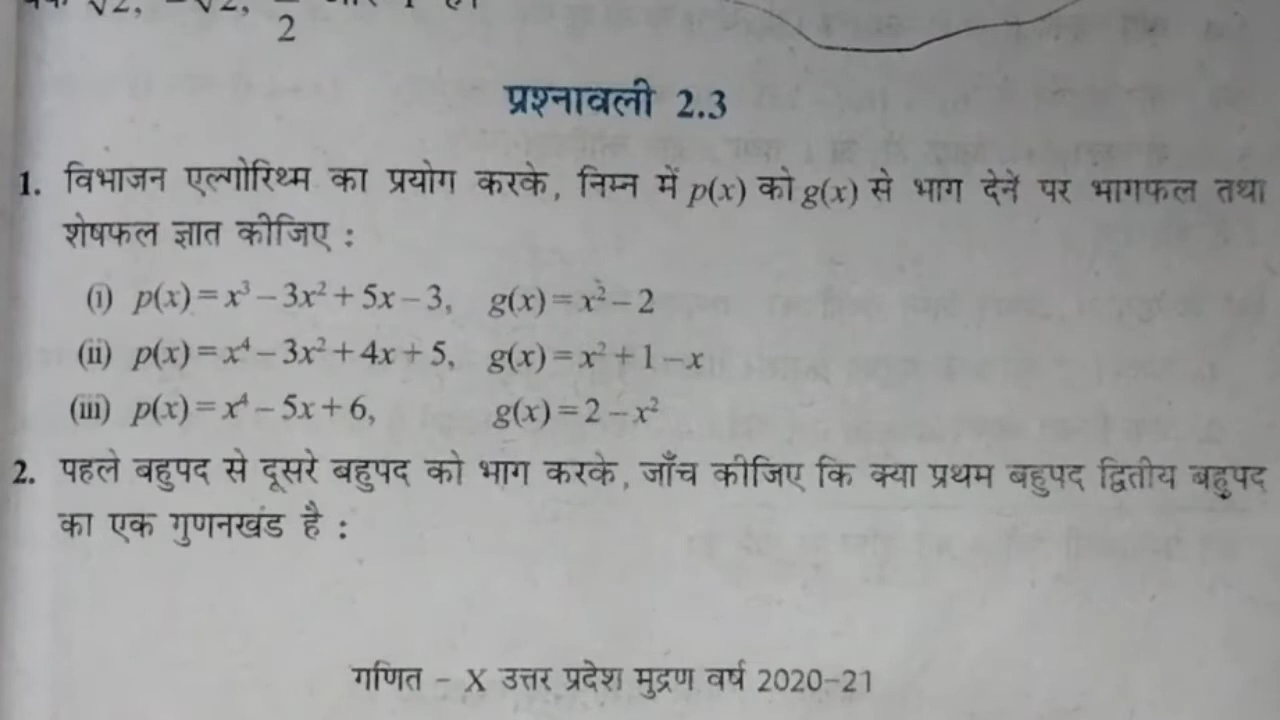 √2, −√2, 2
प्रश्नावली 2.3
1. विभाजन एल्गोरिथ्म का प्रयोग करके, निम्न में p(x) को g(x) से भाग देने पर भागफल तथा
शेषफल ज्ञात कीजिए :
(i) p(x) = x³ – 3x² + 5x – 3, g(x) = x² – 2
(ii) p(x) = x⁴ – 3x² + 4x + 5, g(x) = x² + 1 – x
(iii) p(x) = x⁴ – 5x + 6, g(x) = 2 – x²
2. पहले बहुपद से दूसरे बहुपद को भाग करके, जाँच कीजिए कि क्या प्रथम बहुपद द्वितीय बहुपद
का एक गुणनखंड है :
गणित – X उत्तर प्रदेश मुद्रण वर्ष 2020–21